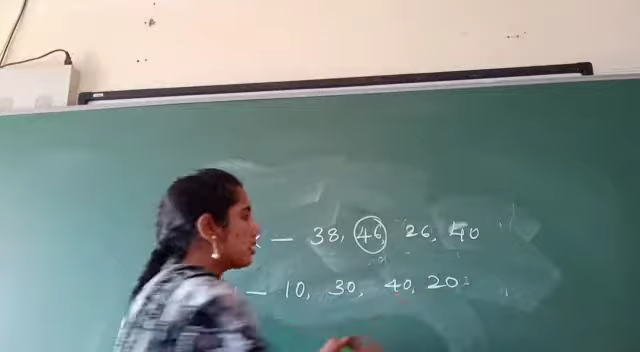 — 38, 46, 26, 40
— 10, 30, 40, 20